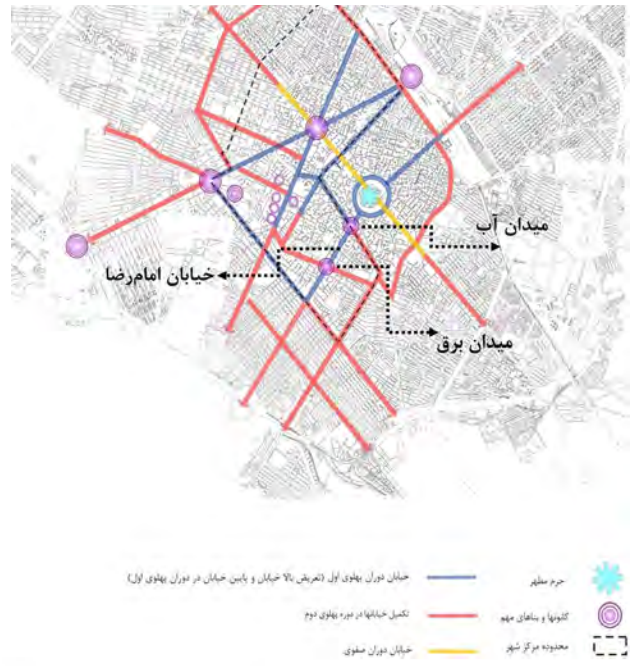 میدان آب
خیابان امام‌رضا
میدان برق
حرم مطهر
خیابان دوران پهلوی اول (تعریض بالا خیابان و پایین خیابان در دوران پهلوی اول)
کانونها و بناهای مهم
تکمیل خیابانها در دوره پهلوی دوم
محدوده مرکز شهر
خیابان دوران صفوی